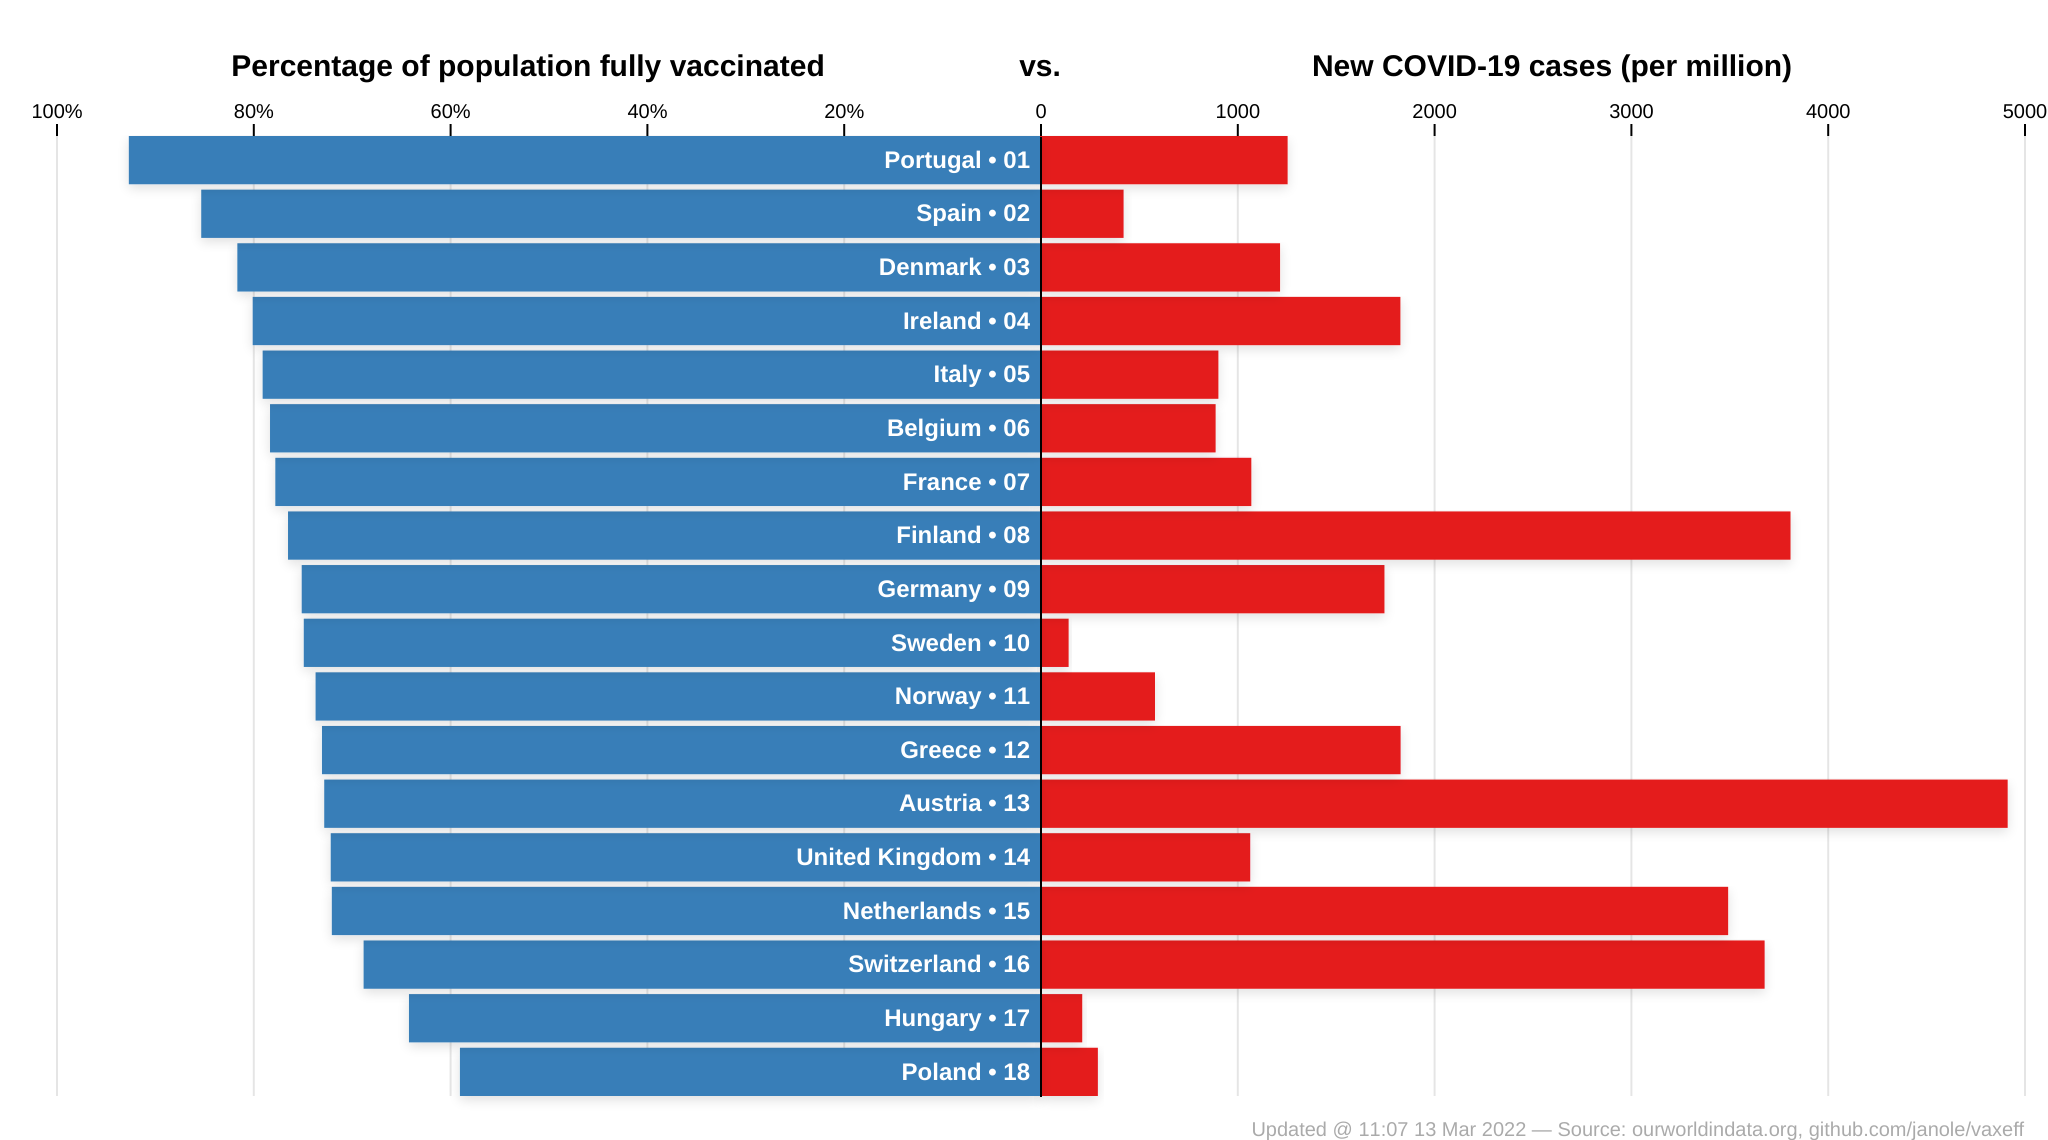 Percentage of population fully vaccinated vs. New COVID-19 cases (per million)
100% 80% 60% 40% 20% 0 1000 2000 3000 4000 5000
Portugal • 01
Spain • 02
Denmark • 03
Ireland • 04
Italy • 05
Belgium • 06
France • 07
Finland • 08
Germany • 09
Sweden • 10
Norway • 11
Greece • 12
Austria • 13
United Kingdom • 14
Netherlands • 15
Switzerland • 16
Hungary • 17
Poland • 18
Updated @ 11:07 13 Mar 2022 — Source: ourworldindata.org, github.com/janole/vaxeff